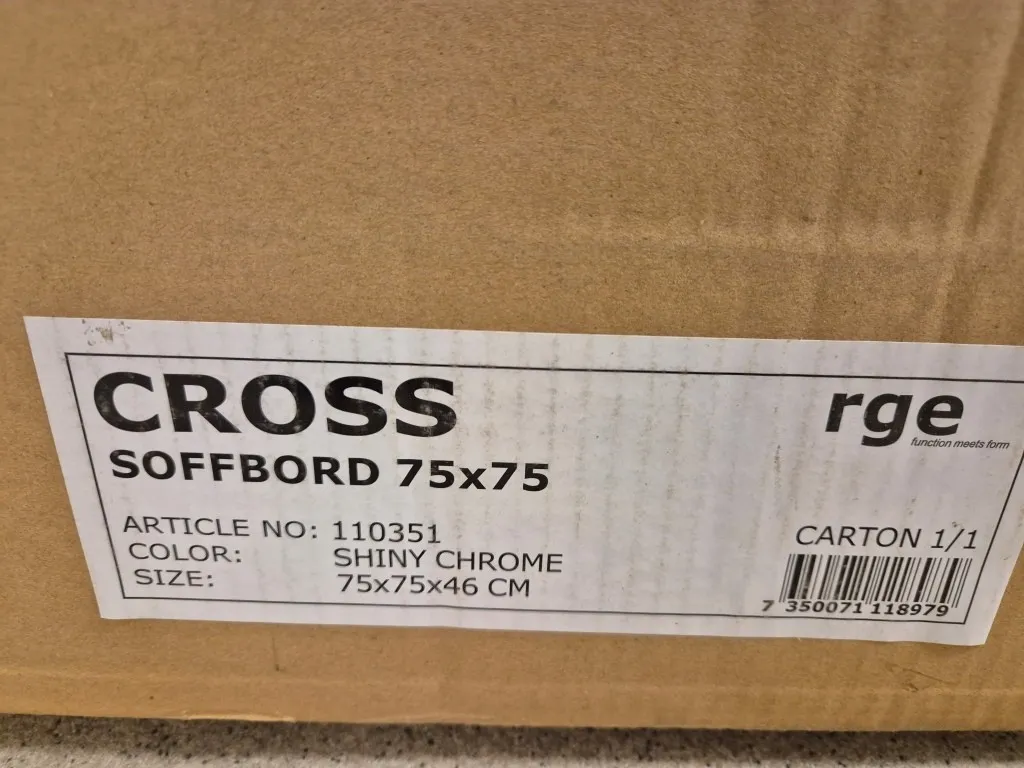 CROSS
rge
function meets form
SOFFBORD 75x75
ARTICLE NO: 110351
COLOR: SHINY CHROME
SIZE: 75x75x46 CM
CARTON 1/1
7 350071 118979